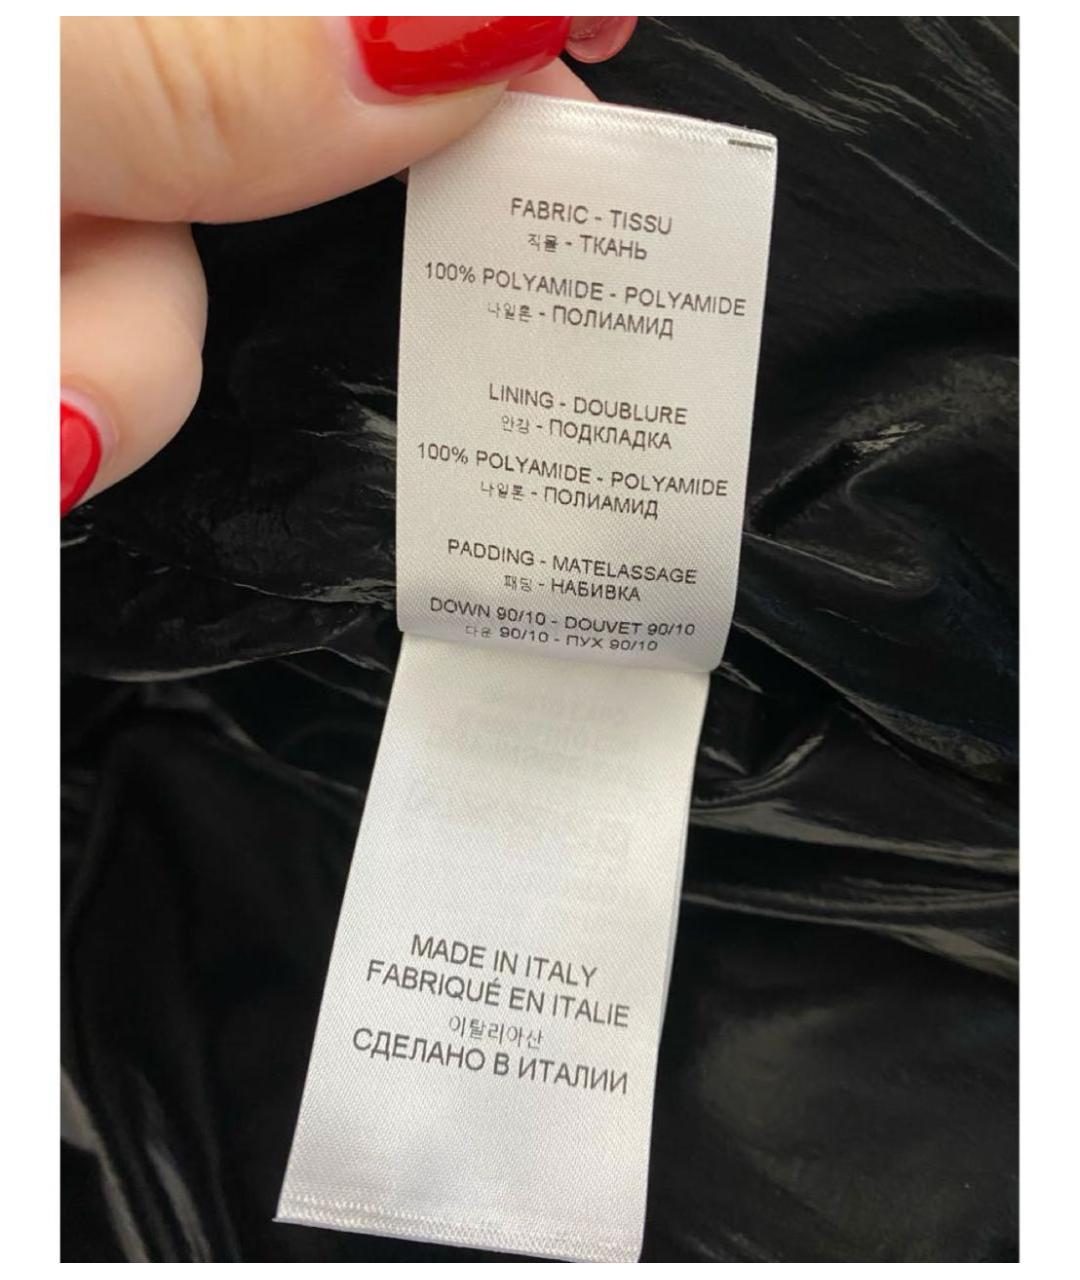 FABRIC - TISSU
직물 - ТКАНЬ
100% POLYAMIDE - POLYAMIDE
나일론 - ПОЛИАМИД
LINING - DOUBLURE
안감 - ПОДКЛАДКА
100% POLYAMIDE - POLYAMIDE
나일론 - ПОЛИАМИД
PADDING - MATELASSAGE
패딩 - НАБИВКА
DOWN 90/10 - DOUVET 90/10
다운 90/10 - ПУХ 90/10
MADE IN ITALY
FABRIQUÉ EN ITALIE
이탈리아산
СДЕЛАНО В ИТАЛИИ